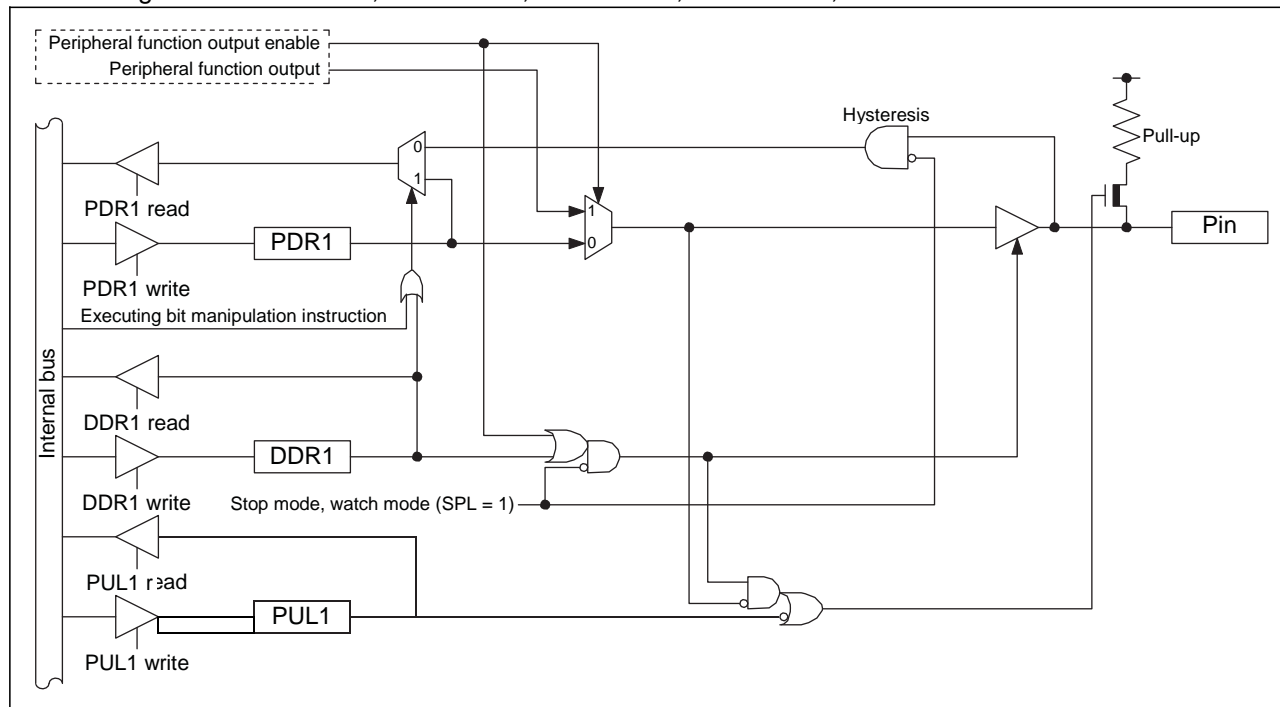 Peripheral function output enable
Peripheral function output
Hysteresis
Pull-up
0
1
PDR1 read
1
0
PDR1
Pin
PDR1 write
Executing bit manipulation instruction
Internal bus
DDR1 read
DDR1
DDR1 write
Stop mode, watch mode (SPL = 1)
PUL1 read
PUL1
PUL1 write